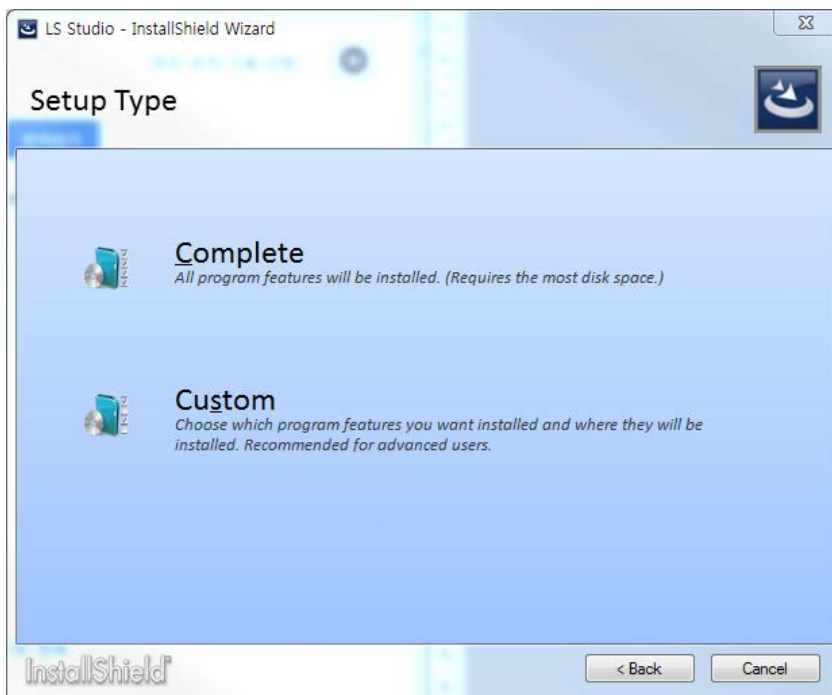 LS Studio - InstallShield Wizard
Setup Type
Complete
All program features will be installed. (Requires the most disk space.)
Custom
Choose which program features you want installed and where they will be
installed. Recommended for advanced users.
InstallShield
< Back
Cancel